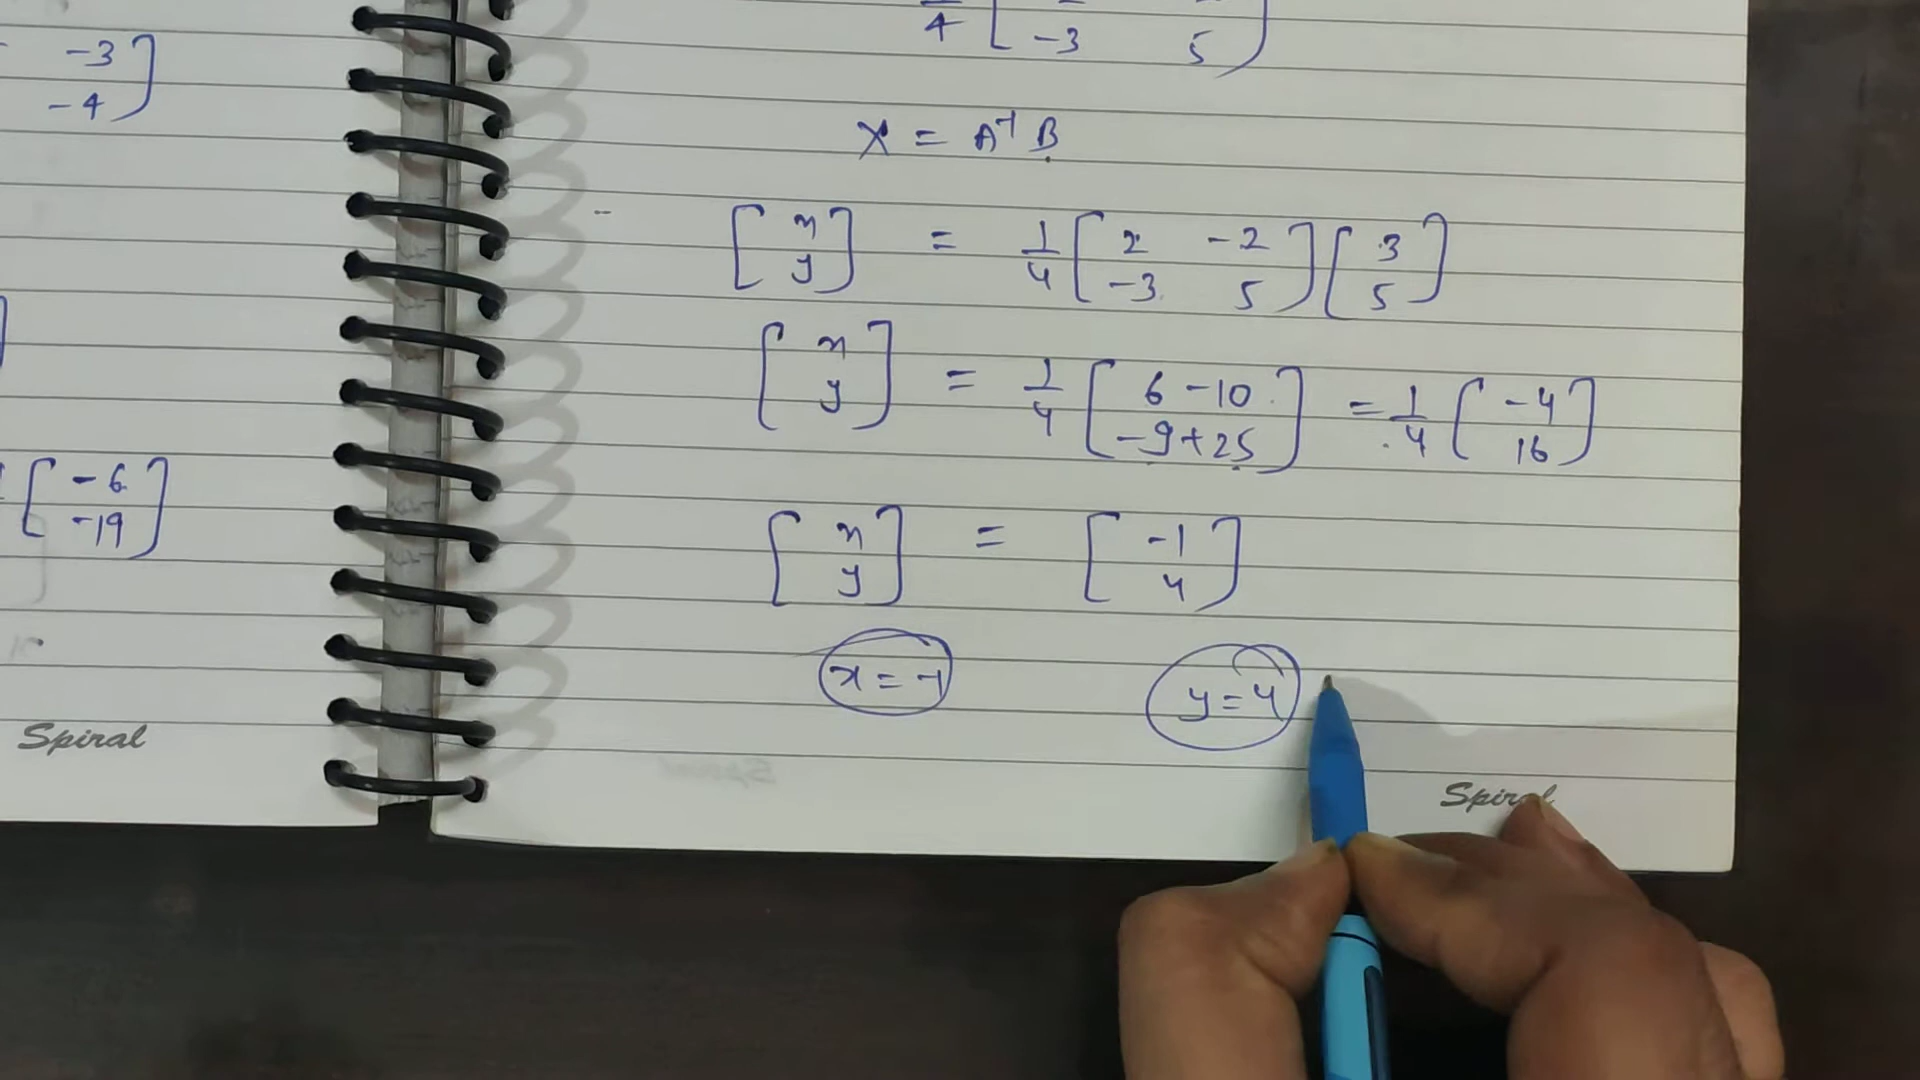 -3
-4
-6
-19
Spiral
4 [ -3 5 ]
X = A⁻¹ B
[ x y ] = 1/4 [ 2 -2 -3 5 ] [ 3 5 ]
[ x y ] = 1/4 [ 6 -10 -9+25 ] = 1/4 [ -4 16 ]
[ x y ] = [ -1 4 ]
x = -1 y = 4
Spiral